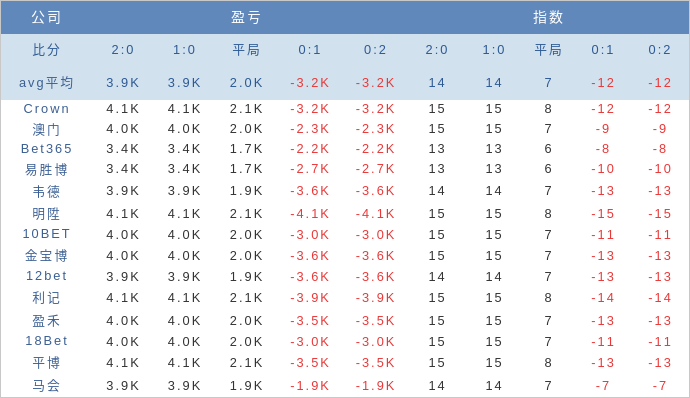 公司 盈亏 指数
比分 2:0 1:0 平局 0:1 0:2 2:0 1:0 平局 0:1 0:2
avg平均 3.9K 3.9K 2.0K -3.2K -3.2K 14 14 7 -12 -12
Crown 4.1K 4.1K 2.1K -3.2K -3.2K 15 15 8 -12 -12
澳门 4.0K 4.0K 2.0K -2.3K -2.3K 15 15 7 -9 -9
Bet365 3.4K 3.4K 1.7K -2.2K -2.2K 13 13 6 -8 -8
易胜博 3.4K 3.4K 1.7K -2.7K -2.7K 13 13 6 -10 -10
韦德 3.9K 3.9K 1.9K -3.6K -3.6K 14 14 7 -13 -13
明陞 4.1K 4.1K 2.1K -4.1K -4.1K 15 15 8 -15 -15
10BET 4.0K 4.0K 2.0K -3.0K -3.0K 15 15 7 -11 -11
金宝博 4.0K 4.0K 2.0K -3.6K -3.6K 15 15 7 -13 -13
12bet 3.9K 3.9K 1.9K -3.6K -3.6K 14 14 7 -13 -13
利记 4.1K 4.1K 2.1K -3.9K -3.9K 15 15 8 -14 -14
盈禾 4.0K 4.0K 2.0K -3.5K -3.5K 15 15 7 -13 -13
18Bet 4.0K 4.0K 2.0K -3.0K -3.0K 15 15 7 -11 -11
平博 4.1K 4.1K 2.1K -3.5K -3.5K 15 15 8 -13 -13
马会 3.9K 3.9K 1.9K -1.9K -1.9K 14 14 7 -7 -7